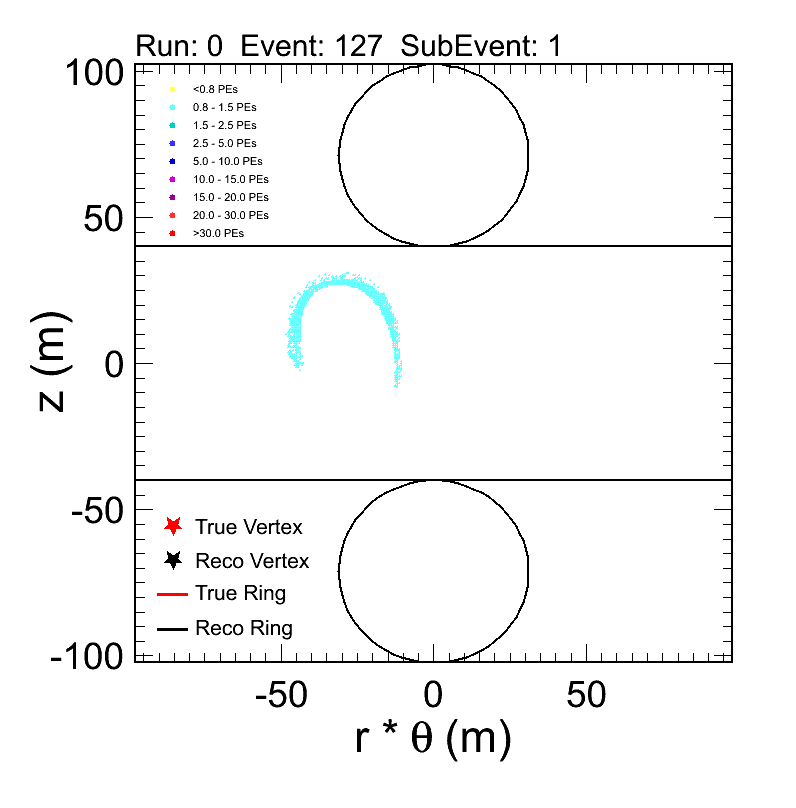 Run: 0  Event: 127  SubEvent: 1
100
<0.8 PEs
0.8 - 1.5 PEs
1.5 - 2.5 PEs
2.5 - 5.0 PEs
5.0 - 10.0 PEs
10.0 - 15.0 PEs
15.0 - 20.0 PEs
20.0 - 30.0 PEs
>30.0 PEs
50
z (m)
0
-50
True Vertex
Reco Vertex
True Ring
Reco Ring
-100
-50 0 50
r * θ (m)